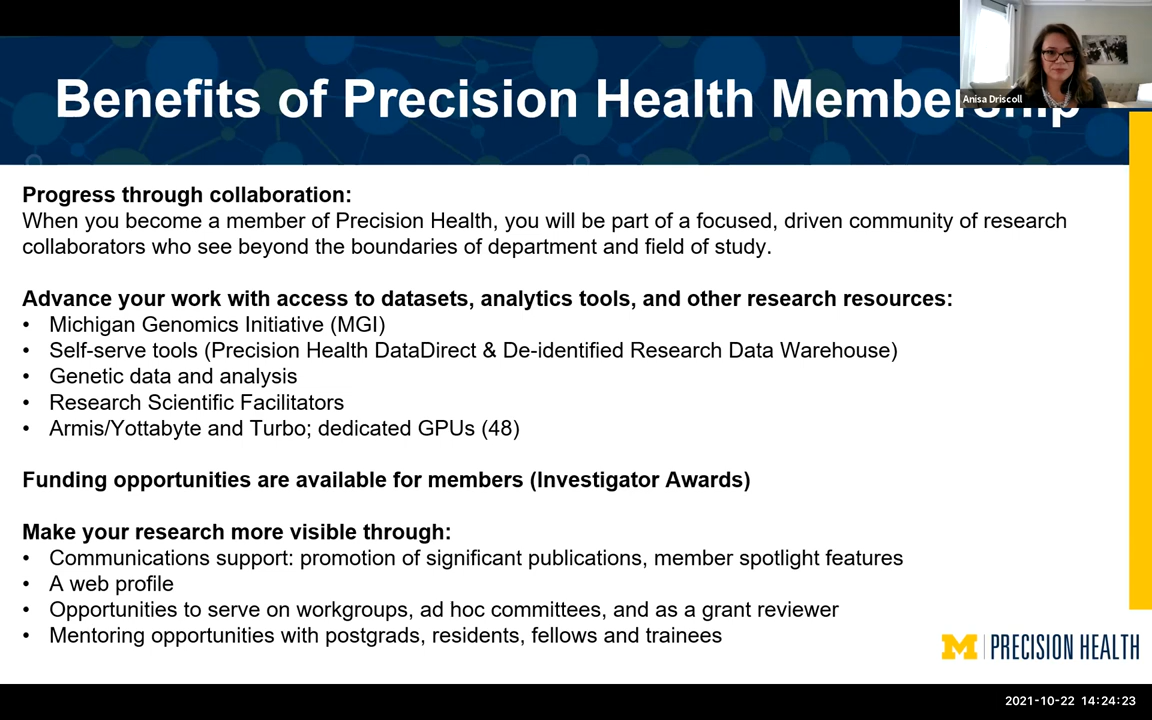 Benefits of Precision Health Membership
Anisa Driscoll
Progress through collaboration:
When you become a member of Precision Health, you will be part of a focused, driven community of research
collaborators who see beyond the boundaries of department and field of study.
Advance your work with access to datasets, analytics tools, and other research resources:
• Michigan Genomics Initiative (MGI)
• Self-serve tools (Precision Health DataDirect & De-identified Research Data Warehouse)
• Genetic data and analysis
• Research Scientific Facilitators
• Armis/Yottabyte and Turbo; dedicated GPUs (48)
Funding opportunities are available for members (Investigator Awards)
Make your research more visible through:
• Communications support: promotion of significant publications, member spotlight features
• A web profile
• Opportunities to serve on workgroups, ad hoc committees, and as a grant reviewer
• Mentoring opportunities with postgrads, residents, fellows and trainees
M PRECISION HEALTH
2021-10-22 14:24:23